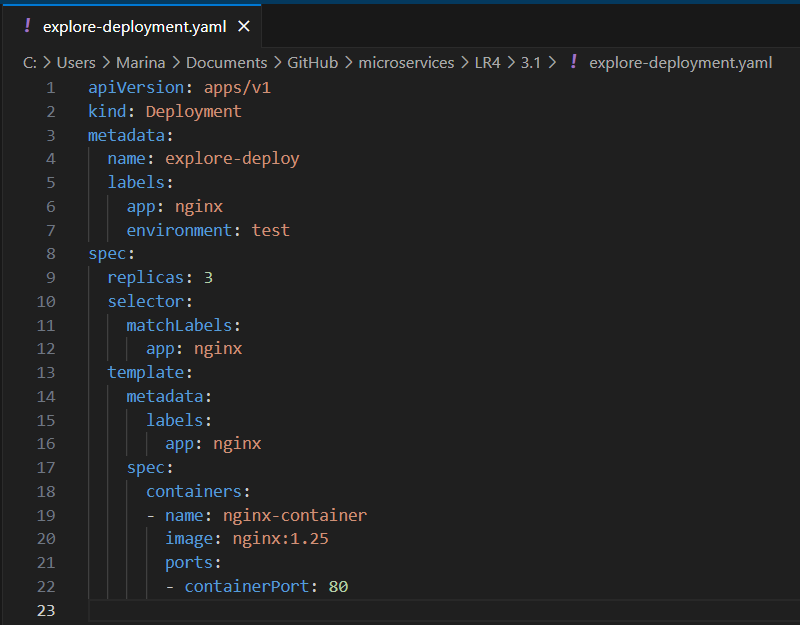 ! explore-deployment.yaml ×
C: > Users > Marina > Documents > GitHub > microservices > LR4 > 3.1 > ! explore-deployment.yaml
1 apiVersion: apps/v1
2 kind: Deployment
3 metadata:
4   name: explore-deploy
5   labels:
6     app: nginx
7     environment: test
8 spec:
9   replicas: 3
10   selector:
11     matchLabels:
12       app: nginx
13   template:
14     metadata:
15       labels:
16         app: nginx
17     spec:
18       containers:
19       - name: nginx-container
20         image: nginx:1.25
21         ports:
22         - containerPort: 80
23